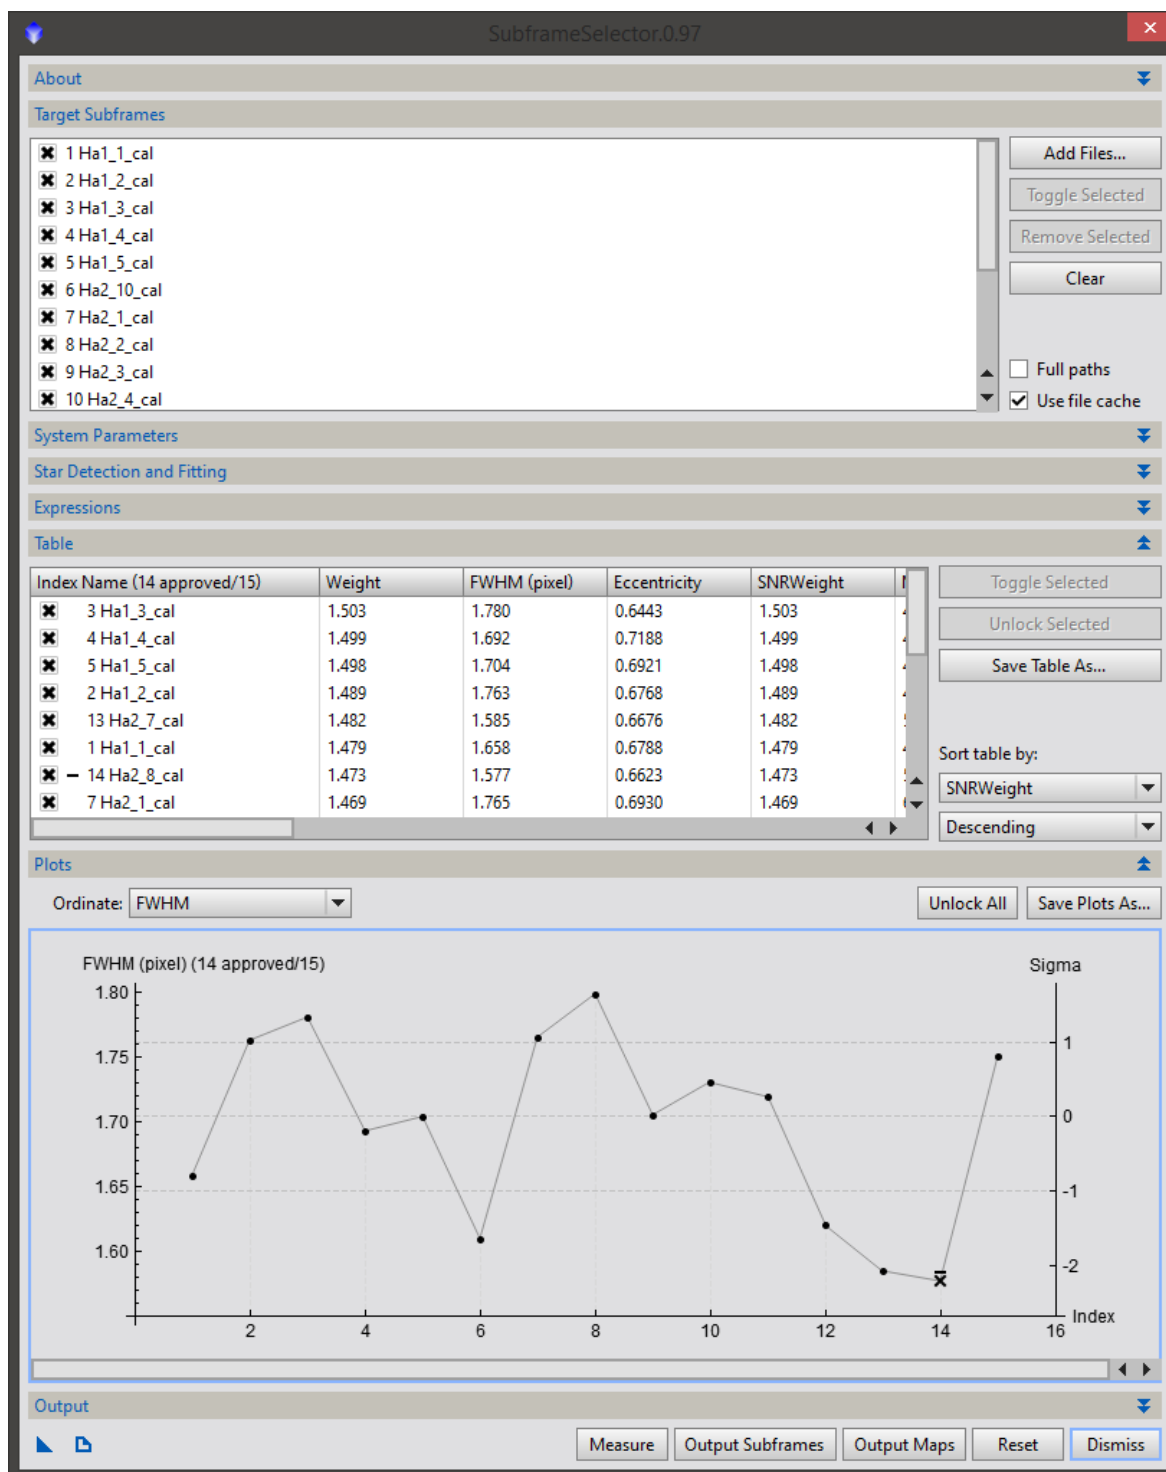 SubframeSelector.0.97
About
Target Subframes
1 Ha1_1_cal
2 Ha1_2_cal
3 Ha1_3_cal
4 Ha1_4_cal
5 Ha1_5_cal
6 Ha2_10_cal
7 Ha2_1_cal
8 Ha2_2_cal
9 Ha2_3_cal
10 Ha2_4_cal
Add Files...
Toggle Selected
Remove Selected
Clear
Full paths
Use file cache
System Parameters
Star Detection and Fitting
Expressions
Table
Index Name (14 approved/15) Weight FWHM (pixel) Eccentricity SNRWeight
3 Ha1_3_cal 1.503 1.780 0.6443 1.503
4 Ha1_4_cal 1.499 1.692 0.7188 1.499
5 Ha1_5_cal 1.498 1.704 0.6921 1.498
2 Ha1_2_cal 1.489 1.763 0.6768 1.489
13 Ha2_7_cal 1.482 1.585 0.6676 1.482
1 Ha1_1_cal 1.479 1.658 0.6788 1.479
– 14 Ha2_8_cal 1.473 1.577 0.6623 1.473
7 Ha2_1_cal 1.469 1.765 0.6930 1.469
Toggle Selected
Unlock Selected
Save Table As...
Sort table by:
SNRWeight
Descending
Plots
Ordinate: FWHM
Unlock All Save Plots As...
FWHM (pixel) (14 approved/15) Sigma
1.80
1.75
1.70
1.65
1.60
1
0
-1
-2
Index
2 4 6 8 10 12 14 16
Output
Measure Output Subframes Output Maps Reset Dismiss